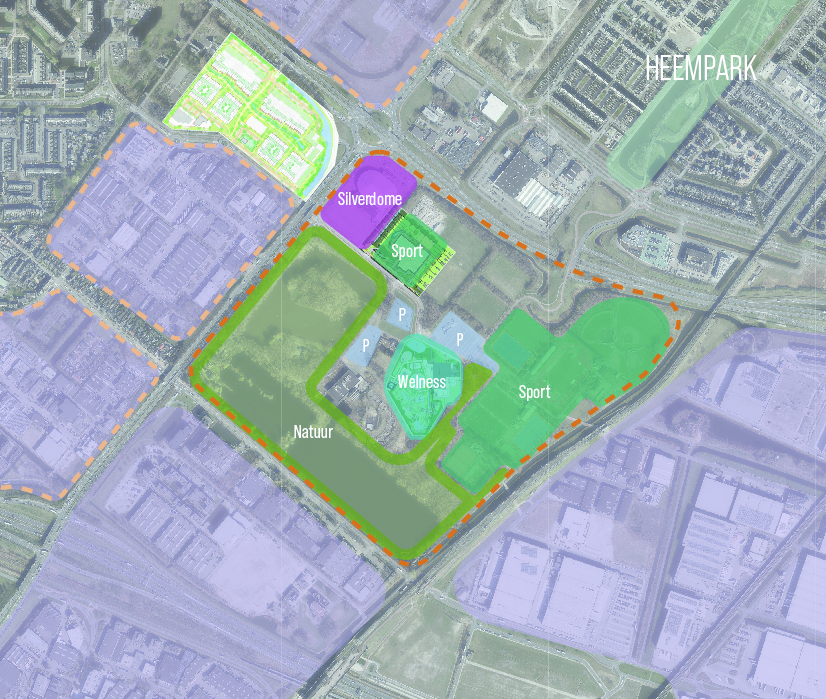 HEEMPARK
Silverdome
Sport
P
P
P
Welness
Sport
Natuur